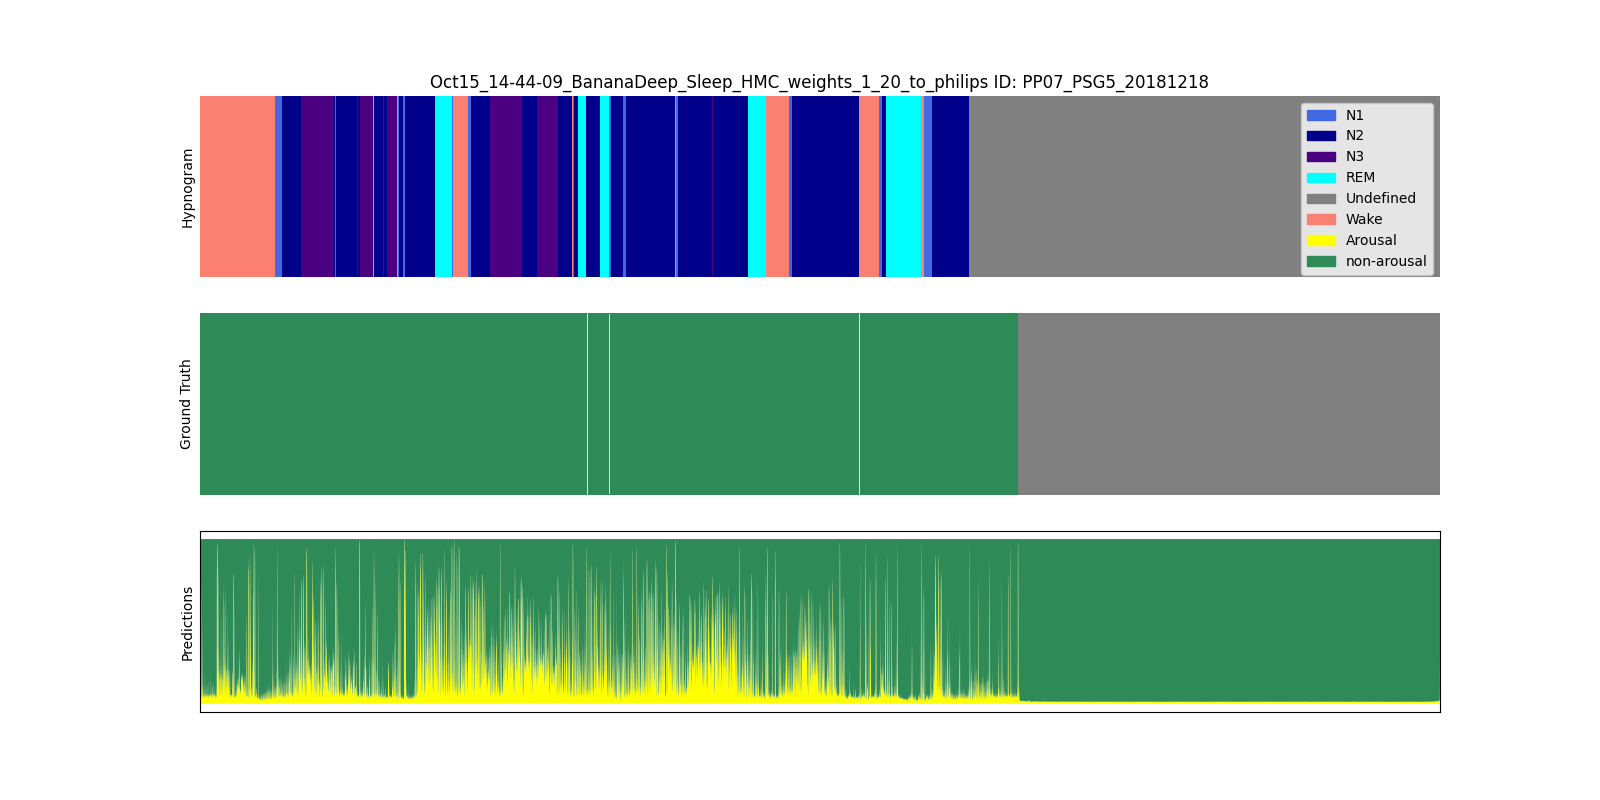 Oct15_14-44-09_BananaDeep_Sleep_HMC_weights_1_20_to_philips ID: PP07_PSG5_20181218
Hypnogram
N1
N2
N3
REM
Undefined
Wake
Arousal
non-arousal
Ground Truth
Predictions